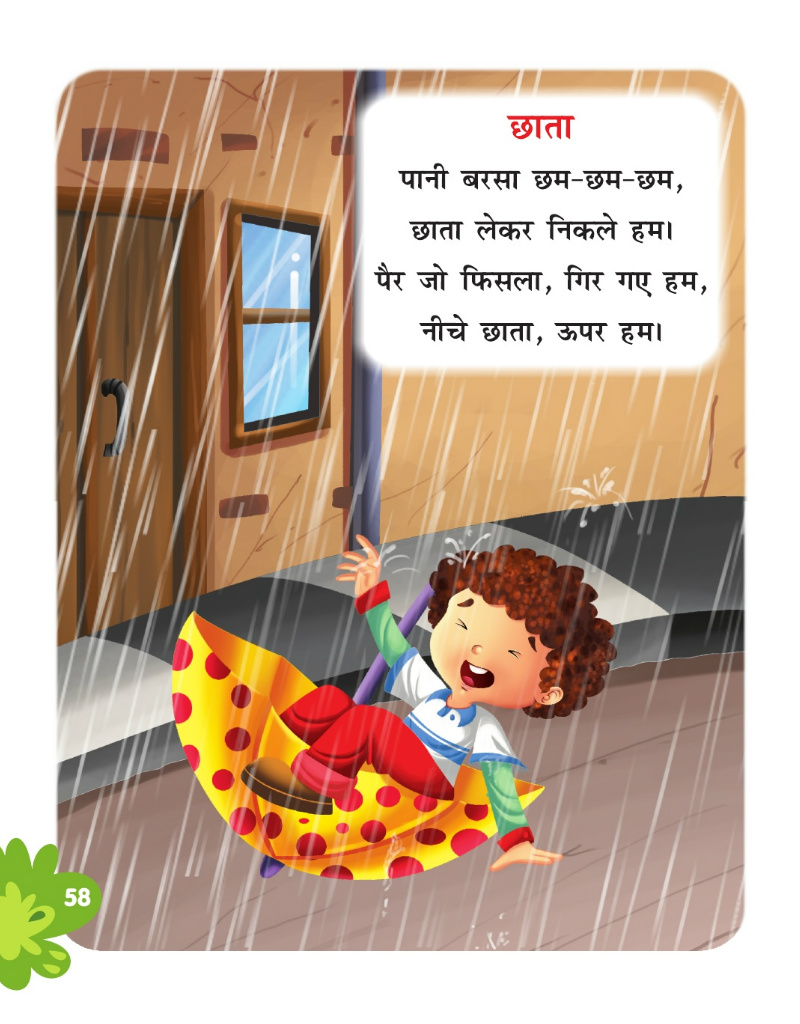 छाता
पानी बरसा छम-छम-छम,
छाता लेकर निकले हम।
पैर जो फिसला, गिर गए हम,
नीचे छाता, ऊपर हम।
58